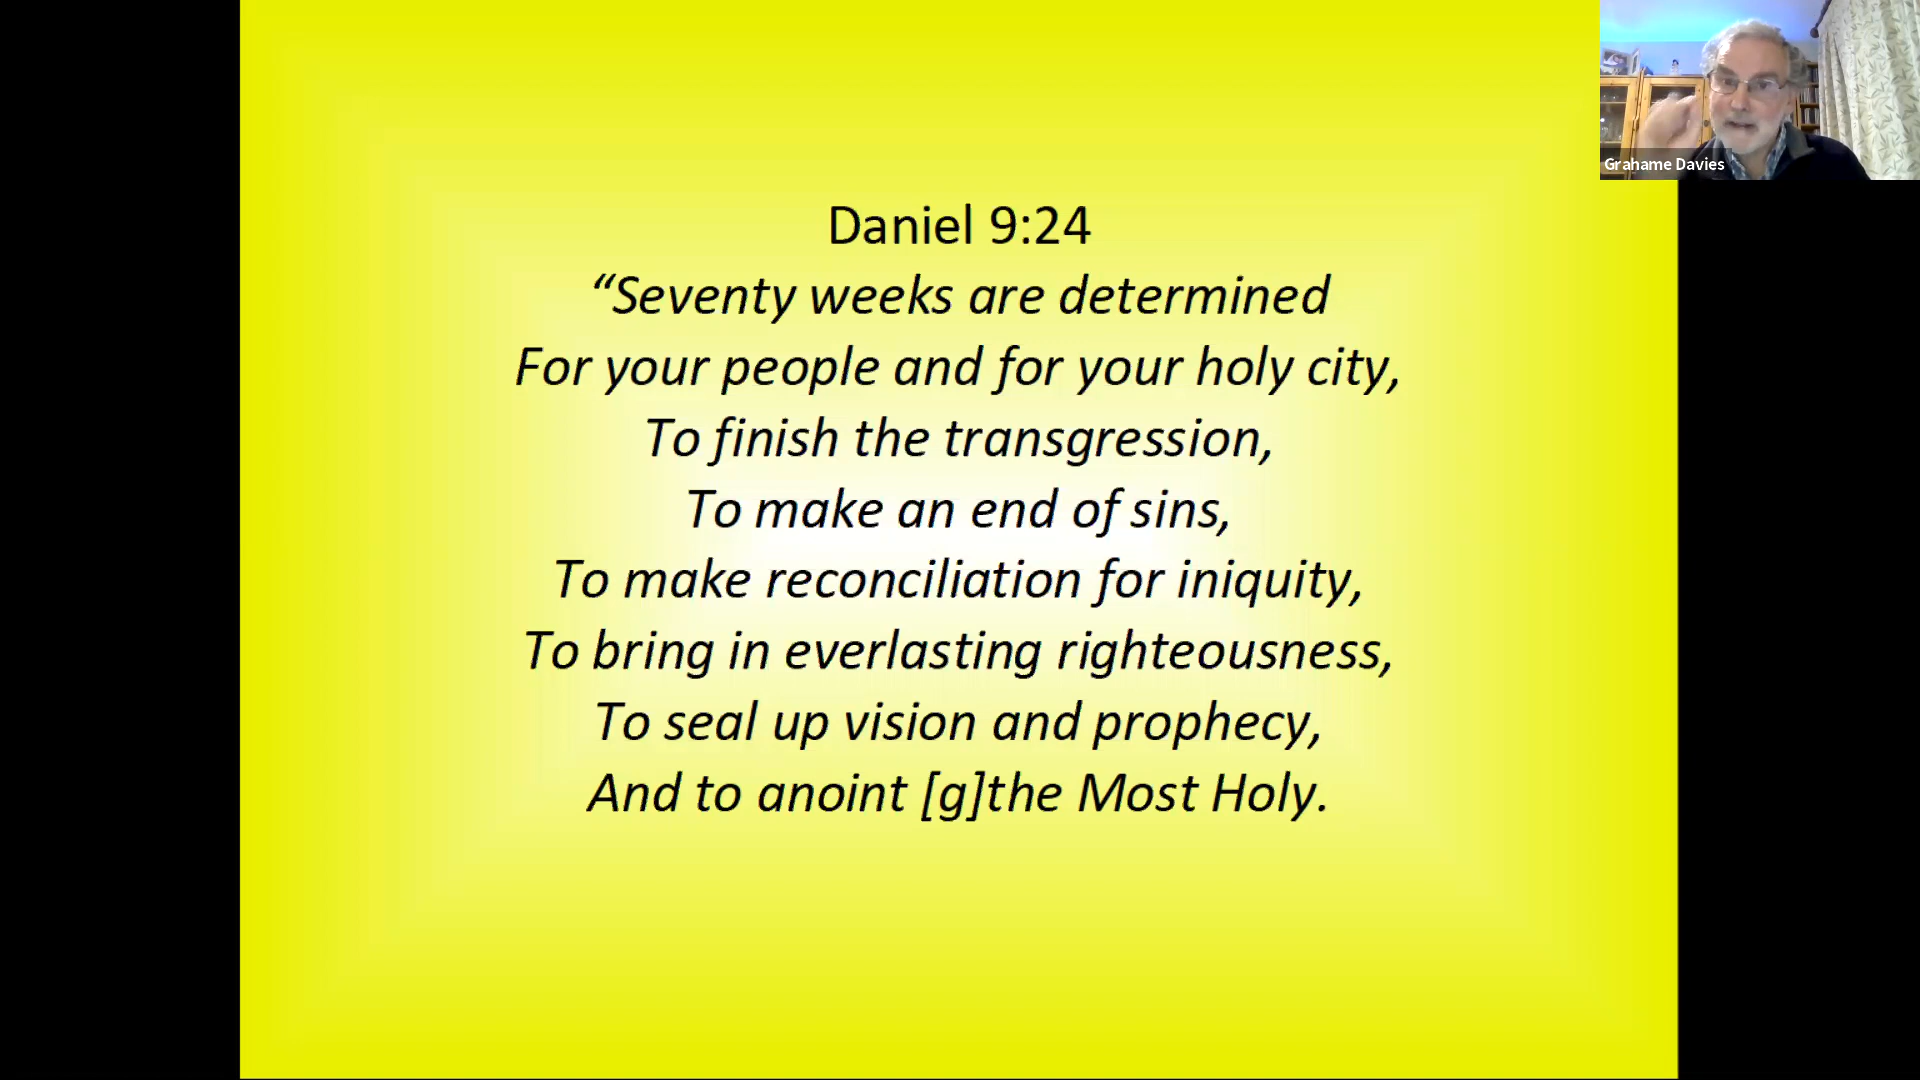 Daniel 9:24
“Seventy weeks are determined
For your people and for your holy city,
To finish the transgression,
To make an end of sins,
To make reconciliation for iniquity,
To bring in everlasting righteousness,
To seal up vision and prophecy,
And to anoint [g]the Most Holy.
Grahame Davies